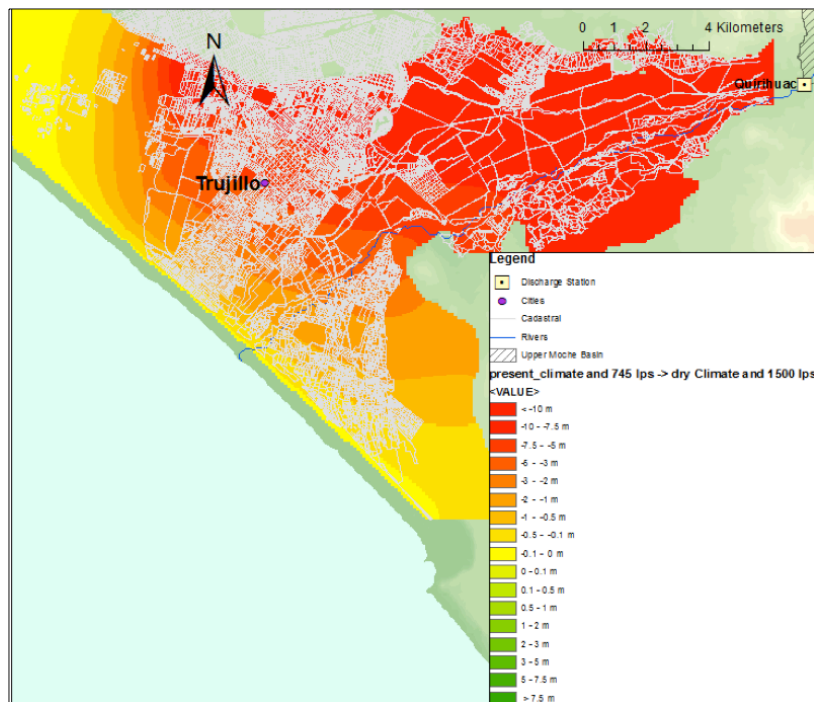 N
0 1 2 4 Kilometers
Quirihuac
Trujillo
Legend
Discharge Station
Cities
Cadastral
Rivers
Upper Moche Basin
present_climate and 745 lps -> dry Climate and 1500 lps
<VALUE>
< -10 m
-10 - -7.5 m
-7.5 - -5 m
-5 - -3 m
-3 - -2 m
-2 - -1 m
-1 - -0.5 m
-0.5 - -0.1 m
-0.1 - 0 m
0 - 0.1 m
0.1 - 0.5 m
0.5 - 1 m
1 - 2 m
2 - 3 m
3 - 5 m
5 - 7.5 m
> 7.5 m